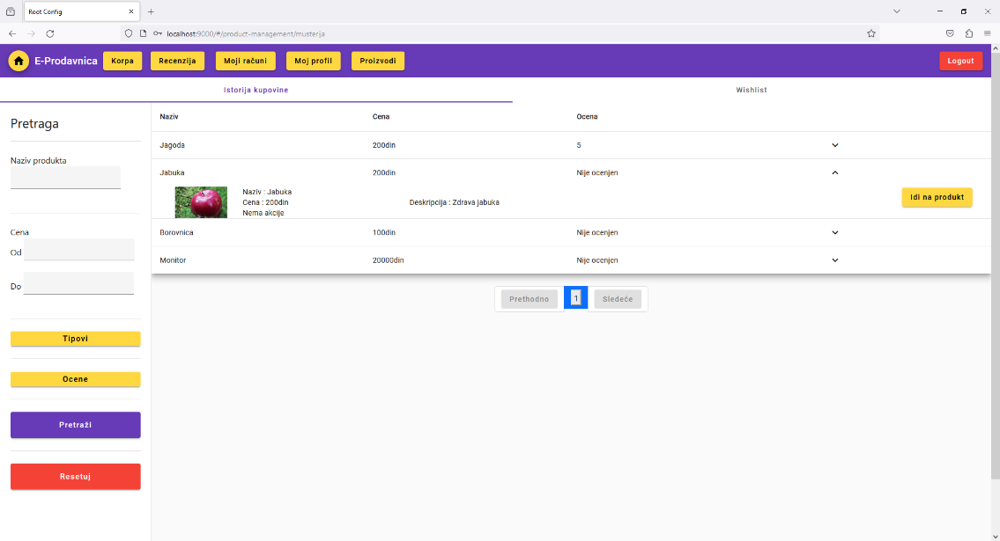 Root Config
localhost:9000/#/product-management/musterija
E-Prodavnica
Korpa
Recenzija
Moji računi
Moj profil
Proizvodi
Logout
Istorija kupovine
Wishlist
Pretraga
Naziv produkta
Cena
Od
Do
Tipovi
Ocene
Pretraži
Resetuj
Naziv Cena Ocena
Jagoda 200din 5
Jabuka 200din Nije ocenjen
Naziv : Jabuka
Cena : 200din
Nema akcije
Deskripcija : Zdrava jabuka
Idi na produkt
Borovnica 100din Nije ocenjen
Monitor 20000din Nije ocenjen
Prethodno 1 Sledeće